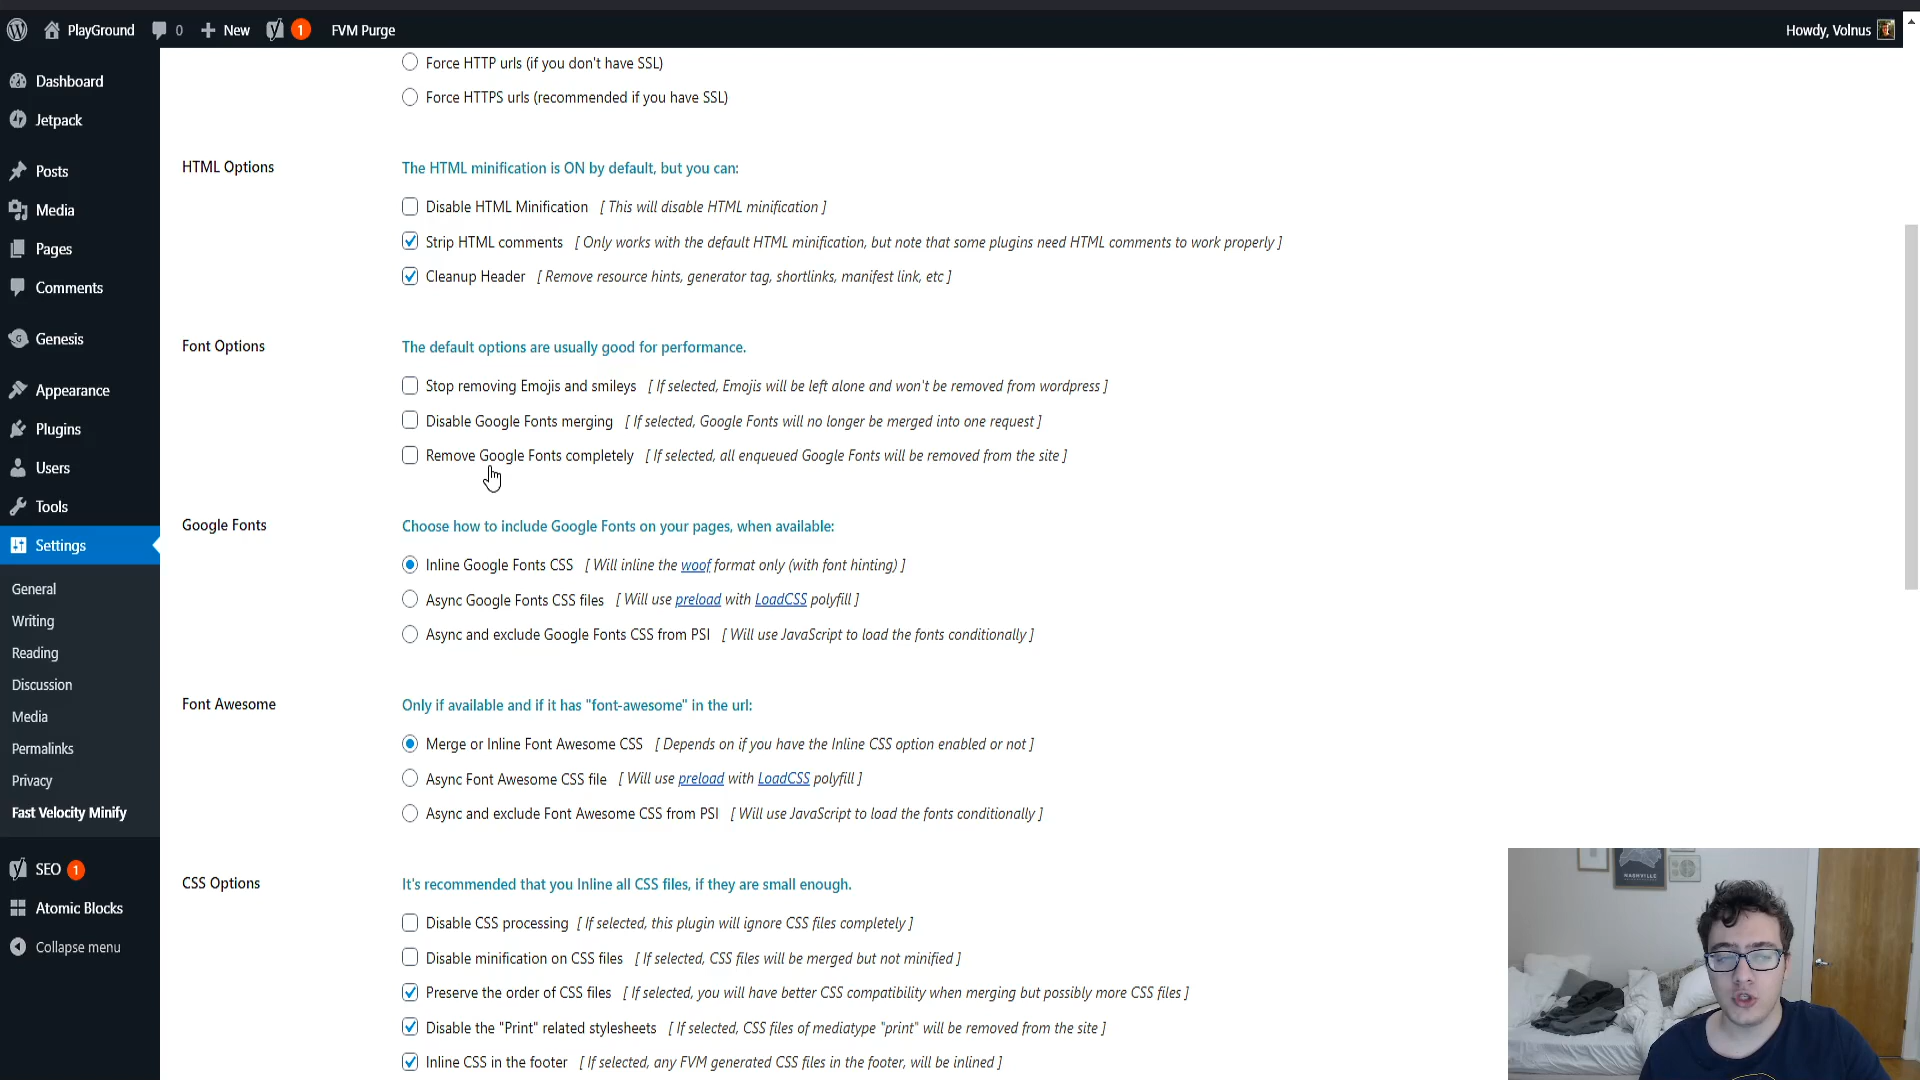 PlayGround 0 New 1 FVM Purge Howdy, Volnus
Dashboard
Jetpack
Posts
Media
Pages
Comments
Genesis
Appearance
Plugins
Users
Tools
Settings
General
Writing
Reading
Discussion
Media
Permalinks
Privacy
Fast Velocity Minify
SEO 1
Atomic Blocks
Collapse menu
Force HTTP urls (if you don't have SSL)
Force HTTPS urls (recommended if you have SSL)
HTML Options
The HTML minification is ON by default, but you can:
Disable HTML Minification [ This will disable HTML minification ]
Strip HTML comments [ Only works with the default HTML minification, but note that some plugins need HTML comments to work properly ]
Cleanup Header [ Remove resource hints, generator tag, shortlinks, manifest link, etc ]
Font Options
The default options are usually good for performance.
Stop removing Emojis and smileys [ If selected, Emojis will be left alone and won't be removed from wordpress ]
Disable Google Fonts merging [ If selected, Google Fonts will no longer be merged into one request ]
Remove Google Fonts completely [ If selected, all enqueued Google Fonts will be removed from the site ]
Google Fonts
Choose how to include Google Fonts on your pages, when available:
Inline Google Fonts CSS [ Will inline the woof format only (with font hinting) ]
Async Google Fonts CSS files [ Will use preload with LoadCSS polyfill ]
Async and exclude Google Fonts CSS from PSI [ Will use JavaScript to load the fonts conditionally ]
Font Awesome
Only if available and if it has "font-awesome" in the url:
Merge or Inline Font Awesome CSS [ Depends on if you have the Inline CSS option enabled or not ]
Async Font Awesome CSS file [ Will use preload with LoadCSS polyfill ]
Async and exclude Font Awesome CSS from PSI [ Will use JavaScript to load the fonts conditionally ]
CSS Options
It's recommended that you Inline all CSS files, if they are small enough.
Disable CSS processing [ If selected, this plugin will ignore CSS files completely ]
Disable minification on CSS files [ If selected, CSS files will be merged but not minified ]
Preserve the order of CSS files [ If selected, you will have better CSS compatibility when merging but possibly more CSS files ]
Disable the "Print" related stylesheets [ If selected, CSS files of mediatype "print" will be removed from the site ]
Inline CSS in the footer [ If selected, any FVM generated CSS files in the footer, will be inlined ]
NASHVILLE